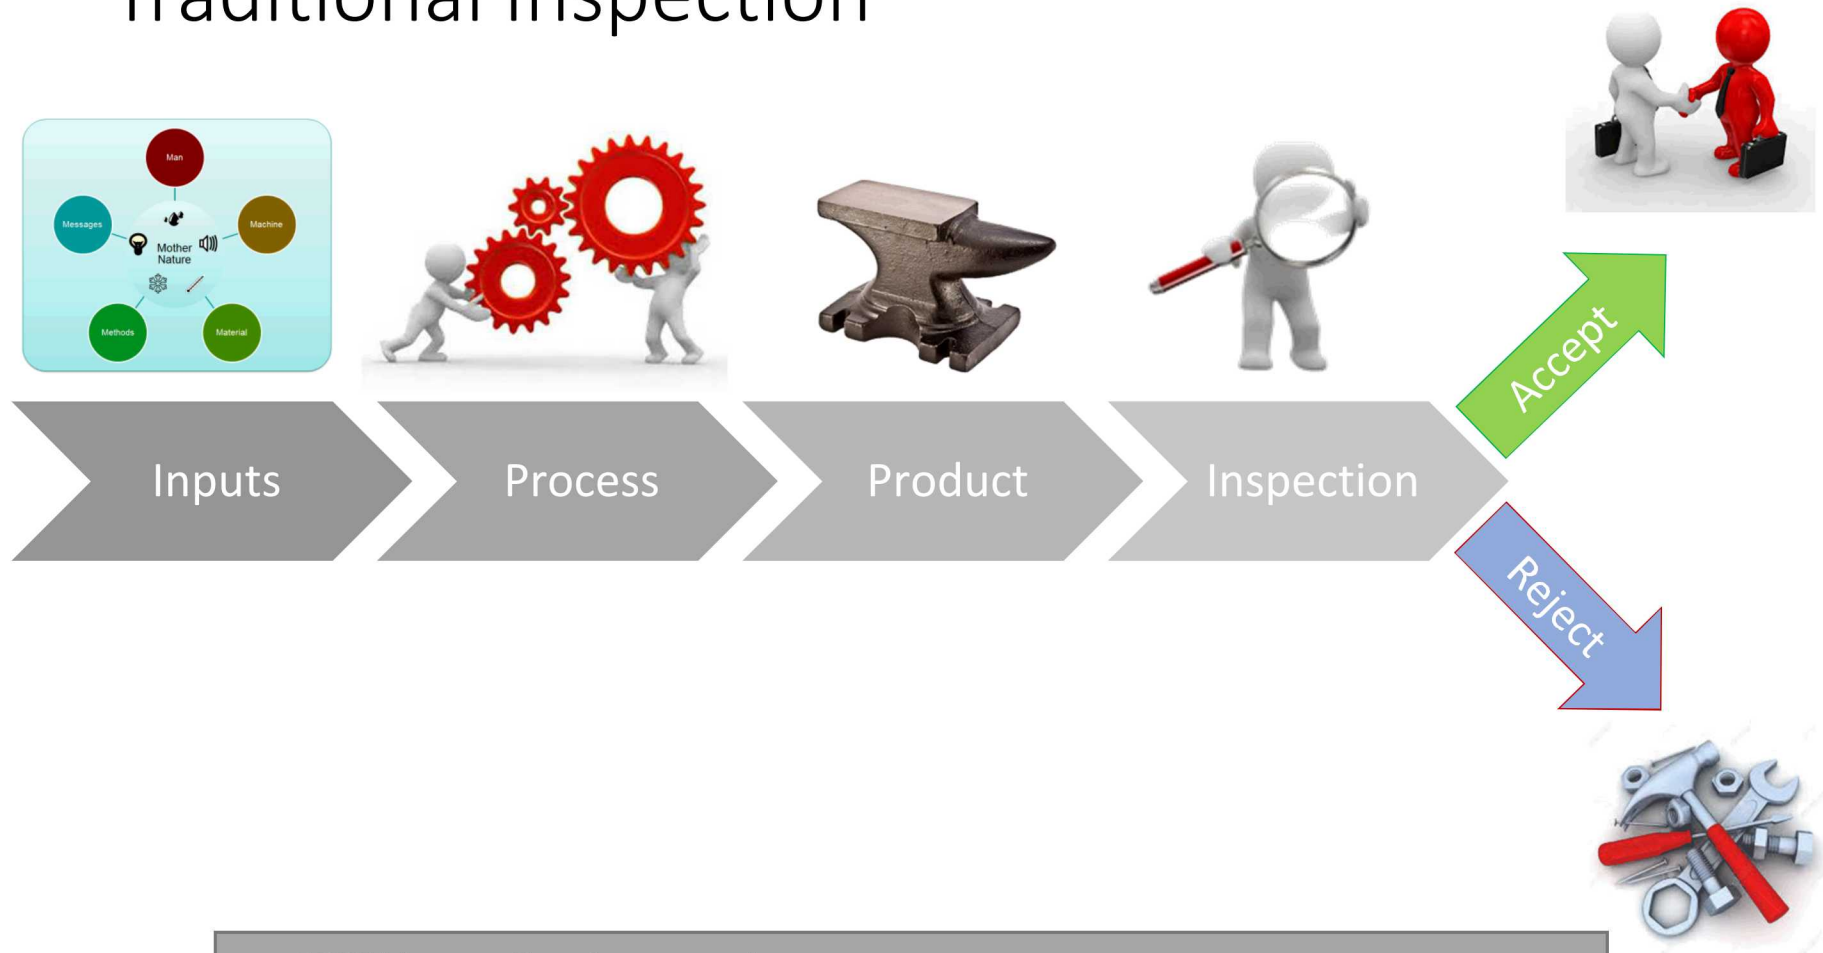 Traditional Inspection
Man
Messages
Machine
Mother
Nature
Methods
Material
Inputs
Process
Product
Inspection
Accept
Reject